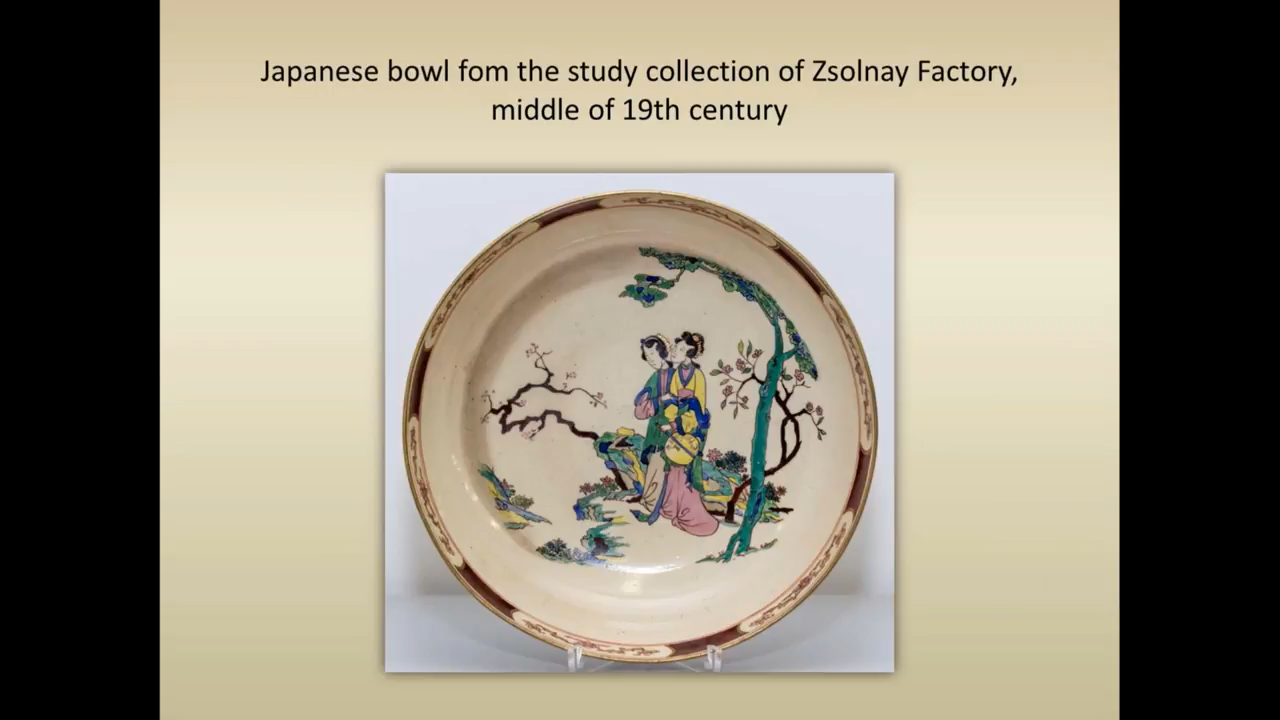 Japanese bowl fom the study collection of Zsolnay Factory,
middle of 19th century